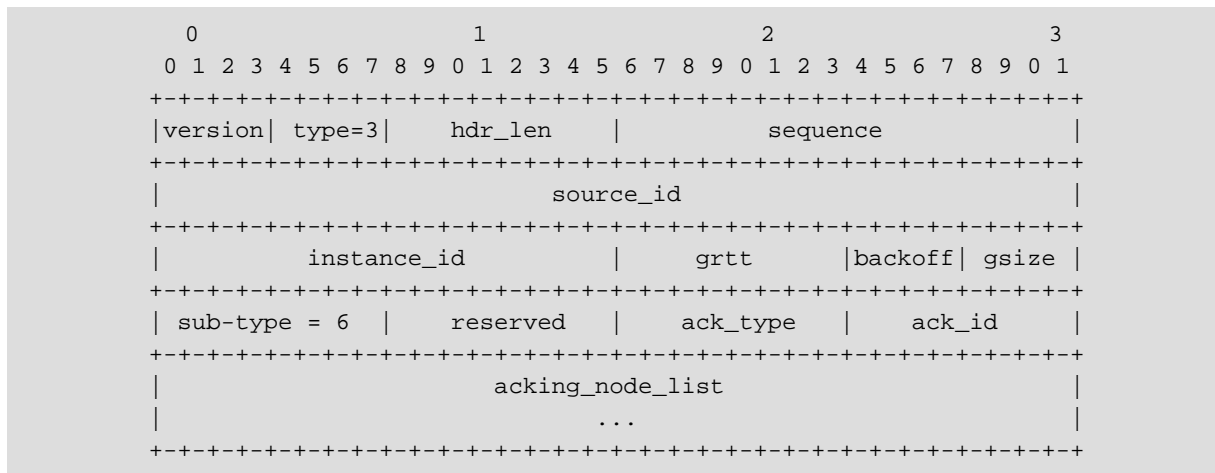 0                   1                   2                   3
0 1 2 3 4 5 6 7 8 9 0 1 2 3 4 5 6 7 8 9 0 1 2 3 4 5 6 7 8 9 0 1
+-+-+-+-+-+-+-+-+-+-+-+-+-+-+-+-+-+-+-+-+-+-+-+-+-+-+-+-+-+-+-+-+
|version| type=3|    hdr_len    |          sequence             |
+-+-+-+-+-+-+-+-+-+-+-+-+-+-+-+-+-+-+-+-+-+-+-+-+-+-+-+-+-+-+-+-+
|                           source_id                           |
+-+-+-+-+-+-+-+-+-+-+-+-+-+-+-+-+-+-+-+-+-+-+-+-+-+-+-+-+-+-+-+-+
|          instance_id          |     grtt      |backoff| gsize |
+-+-+-+-+-+-+-+-+-+-+-+-+-+-+-+-+-+-+-+-+-+-+-+-+-+-+-+-+-+-+-+-+
| sub-type = 6  |    reserved   |    ack_type   |    ack_id     |
+-+-+-+-+-+-+-+-+-+-+-+-+-+-+-+-+-+-+-+-+-+-+-+-+-+-+-+-+-+-+-+-+
|                       acking_node_list                        |
|                              ...                              |
+-+-+-+-+-+-+-+-+-+-+-+-+-+-+-+-+-+-+-+-+-+-+-+-+-+-+-+-+-+-+-+-+